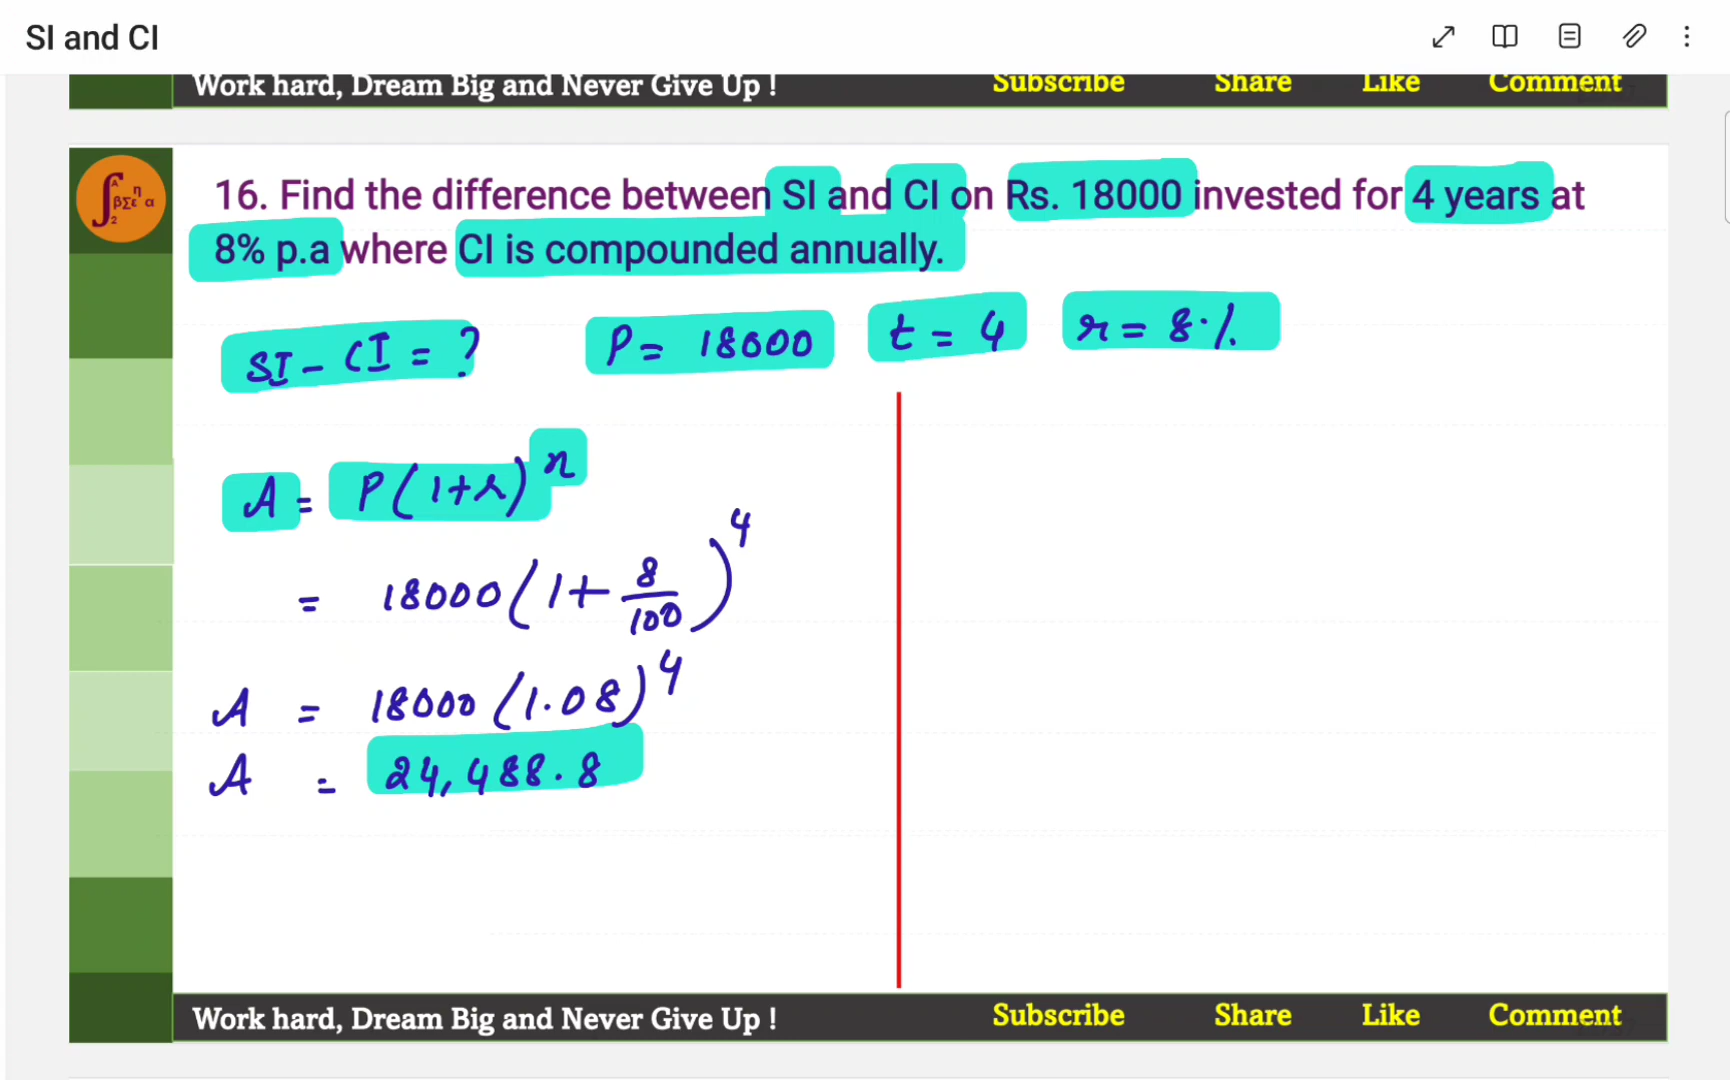 SI and CI
Work hard, Dream Big and Never Give Up ! Subscribe Share Like Comment
16. Find the difference between SI and CI on Rs. 18000 invested for 4 years at
8% p.a where CI is compounded annually.
SI - CI = ? P = 18000 t = 4 r = 8%
A = P(1+r)^n
= 18000(1+8/100)^4
A = 18000(1.08)^4
A = 24,488.8
Work hard, Dream Big and Never Give Up ! Subscribe Share Like Comment